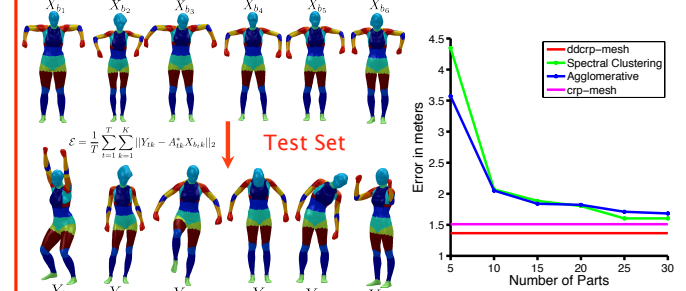 X_{b_1} X_{b_2} X_{b_3} X_{b_4} X_{b_5} X_{b_6}
\mathcal{E} = \frac{1}{T} \sum_{t=1}^{T} \sum_{k=1}^{K} ||Y_{tk} - A^*_{tk} X_{b_t k}||_2
Test Set
ddcrp-mesh
Spectral Clustering
Agglomerative
crp-mesh
Error in meters
4.5
4
3.5
3
2.5
2
1.5
1
5 10 15 20 25 30
Number of Parts